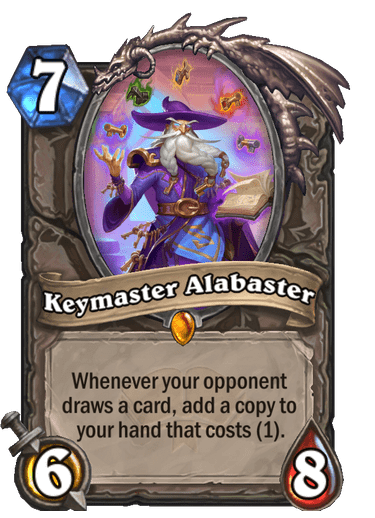 7
Keymaster Alabaster
Whenever your opponent
draws a card, add a copy to
your hand that costs (1).
6
8